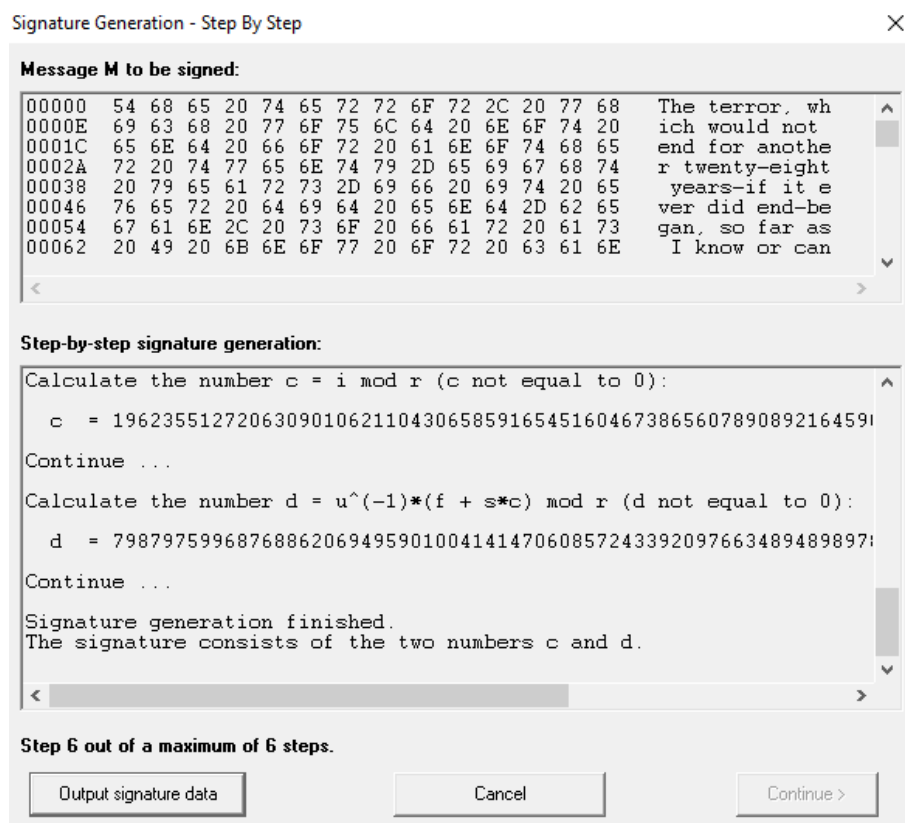 Signature Generation - Step By Step
Message M to be signed:
00000 54 68 65 20 74 65 72 72 6F 72 2C 20 77 68 The terror, wh
0000E 69 63 68 20 77 6F 75 6C 64 20 6E 6F 74 20 ich would not
0001C 65 6E 64 20 66 6F 72 20 61 6E 6F 74 68 65 end for anothe
0002A 72 20 74 77 65 6E 74 79 2D 65 69 67 68 74 r twenty-eight
00038 20 79 65 61 72 73 2D 69 66 20 69 74 20 65 years-if it e
00046 76 65 72 20 64 69 64 20 65 6E 64 2D 62 65 ver did end-be
00054 67 61 6E 2C 20 73 6F 20 66 61 72 20 61 73 gan, so far as
00062 20 49 20 6B 6E 6F 77 20 6F 72 20 63 61 6E I know or can
Step-by-step signature generation:
Calculate the number c = i mod r (c not equal to 0):
c = 1962355127206309010621104306585916545160467386560789089216459
Continue ...
Calculate the number d = u^(-1)*(f + s*c) mod r (d not equal to 0):
d = 798797599687688620694959010041414706085724339209766348948978
Continue ...
Signature generation finished.
The signature consists of the two numbers c and d.
Step 6 out of a maximum of 6 steps.
Output signature data
Cancel
Continue >